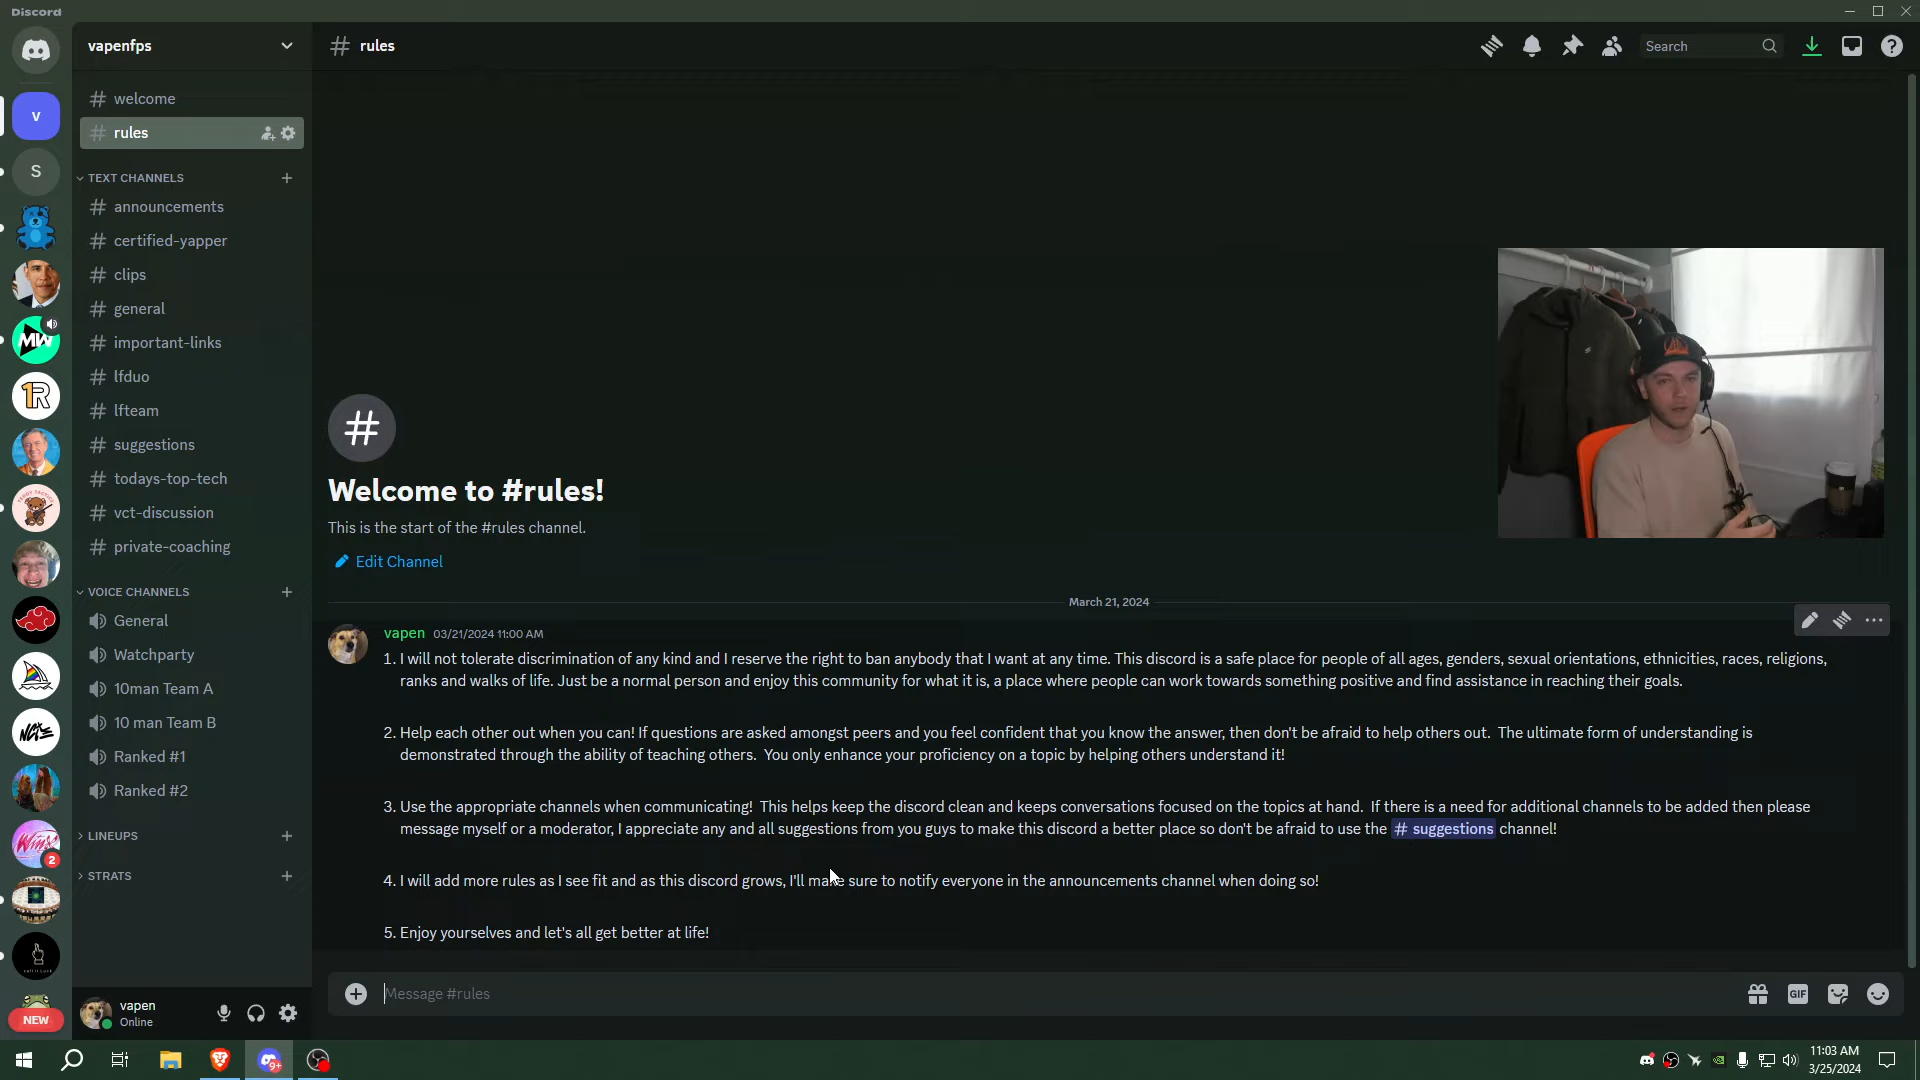 Discord
vapenfps
rules
Search
welcome
rules
TEXT CHANNELS
announcements
certified-yapper
clips
general
important-links
lfduo
lfteam
suggestions
todays-top-tech
vct-discussion
private-coaching
VOICE CHANNELS
General
Watchparty
10man Team A
10 man Team B
Ranked #1
Ranked #2
LINEUPS
STRATS
V
S
MW
1R
2
NEW
#
Welcome to #rules!
This is the start of the #rules channel.
Edit Channel
March 21, 2024
vapen 03/21/2024 11:00 AM
1. I will not tolerate discrimination of any kind and I reserve the right to ban anybody that I want at any time. This discord is a safe place for people of all ages, genders, sexual orientations, ethnicities, races, religions,
ranks and walks of life. Just be a normal person and enjoy this community for what it is, a place where people can work towards something positive and find assistance in reaching their goals.
2. Help each other out when you can! If questions are asked amongst peers and you feel confident that you know the answer, then don't be afraid to help others out. The ultimate form of understanding is
demonstrated through the ability of teaching others. You only enhance your proficiency on a topic by helping others understand it!
3. Use the appropriate channels when communicating! This helps keep the discord clean and keeps conversations focused on the topics at hand. If there is a need for additional channels to be added then please
message myself or a moderator, I appreciate any and all suggestions from you guys to make this discord a better place so don't be afraid to use the # suggestions channel!
4. I will add more rules as I see fit and as this discord grows, I'll make sure to notify everyone in the announcements channel when doing so!
5. Enjoy yourselves and let's all get better at life!
Message #rules
GIF
vapen
Online
9+
11:03 AM
3/25/2024